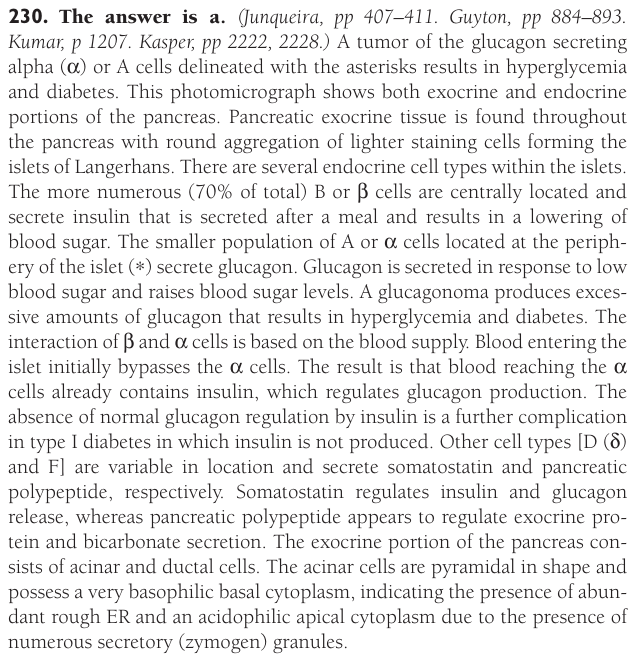 230. The answer is a. (Junqueira, pp 407–411. Guyton, pp 884–893.
Kumar, p 1207. Kasper, pp 2222, 2228.) A tumor of the glucagon secreting
alpha (α) or A cells delineated with the asterisks results in hyperglycemia
and diabetes. This photomicrograph shows both exocrine and endocrine
portions of the pancreas. Pancreatic exocrine tissue is found throughout
the pancreas with round aggregation of lighter staining cells forming the
islets of Langerhans. There are several endocrine cell types within the islets.
The more numerous (70% of total) B or β cells are centrally located and
secrete insulin that is secreted after a meal and results in a lowering of
blood sugar. The smaller population of A or α cells located at the periph-
ery of the islet (*) secrete glucagon. Glucagon is secreted in response to low
blood sugar and raises blood sugar levels. A glucagonoma produces exces-
sive amounts of glucagon that results in hyperglycemia and diabetes. The
interaction of β and α cells is based on the blood supply. Blood entering the
islet initially bypasses the α cells. The result is that blood reaching the α
cells already contains insulin, which regulates glucagon production. The
absence of normal glucagon regulation by insulin is a further complication
in type I diabetes in which insulin is not produced. Other cell types [D (δ)
and F] are variable in location and secrete somatostatin and pancreatic
polypeptide, respectively. Somatostatin regulates insulin and glucagon
release, whereas pancreatic polypeptide appears to regulate exocrine pro-
tein and bicarbonate secretion. The exocrine portion of the pancreas con-
sists of acinar and ductal cells. The acinar cells are pyramidal in shape and
possess a very basophilic basal cytoplasm, indicating the presence of abun-
dant rough ER and an acidophilic apical cytoplasm due to the presence of
numerous secretory (zymogen) granules.